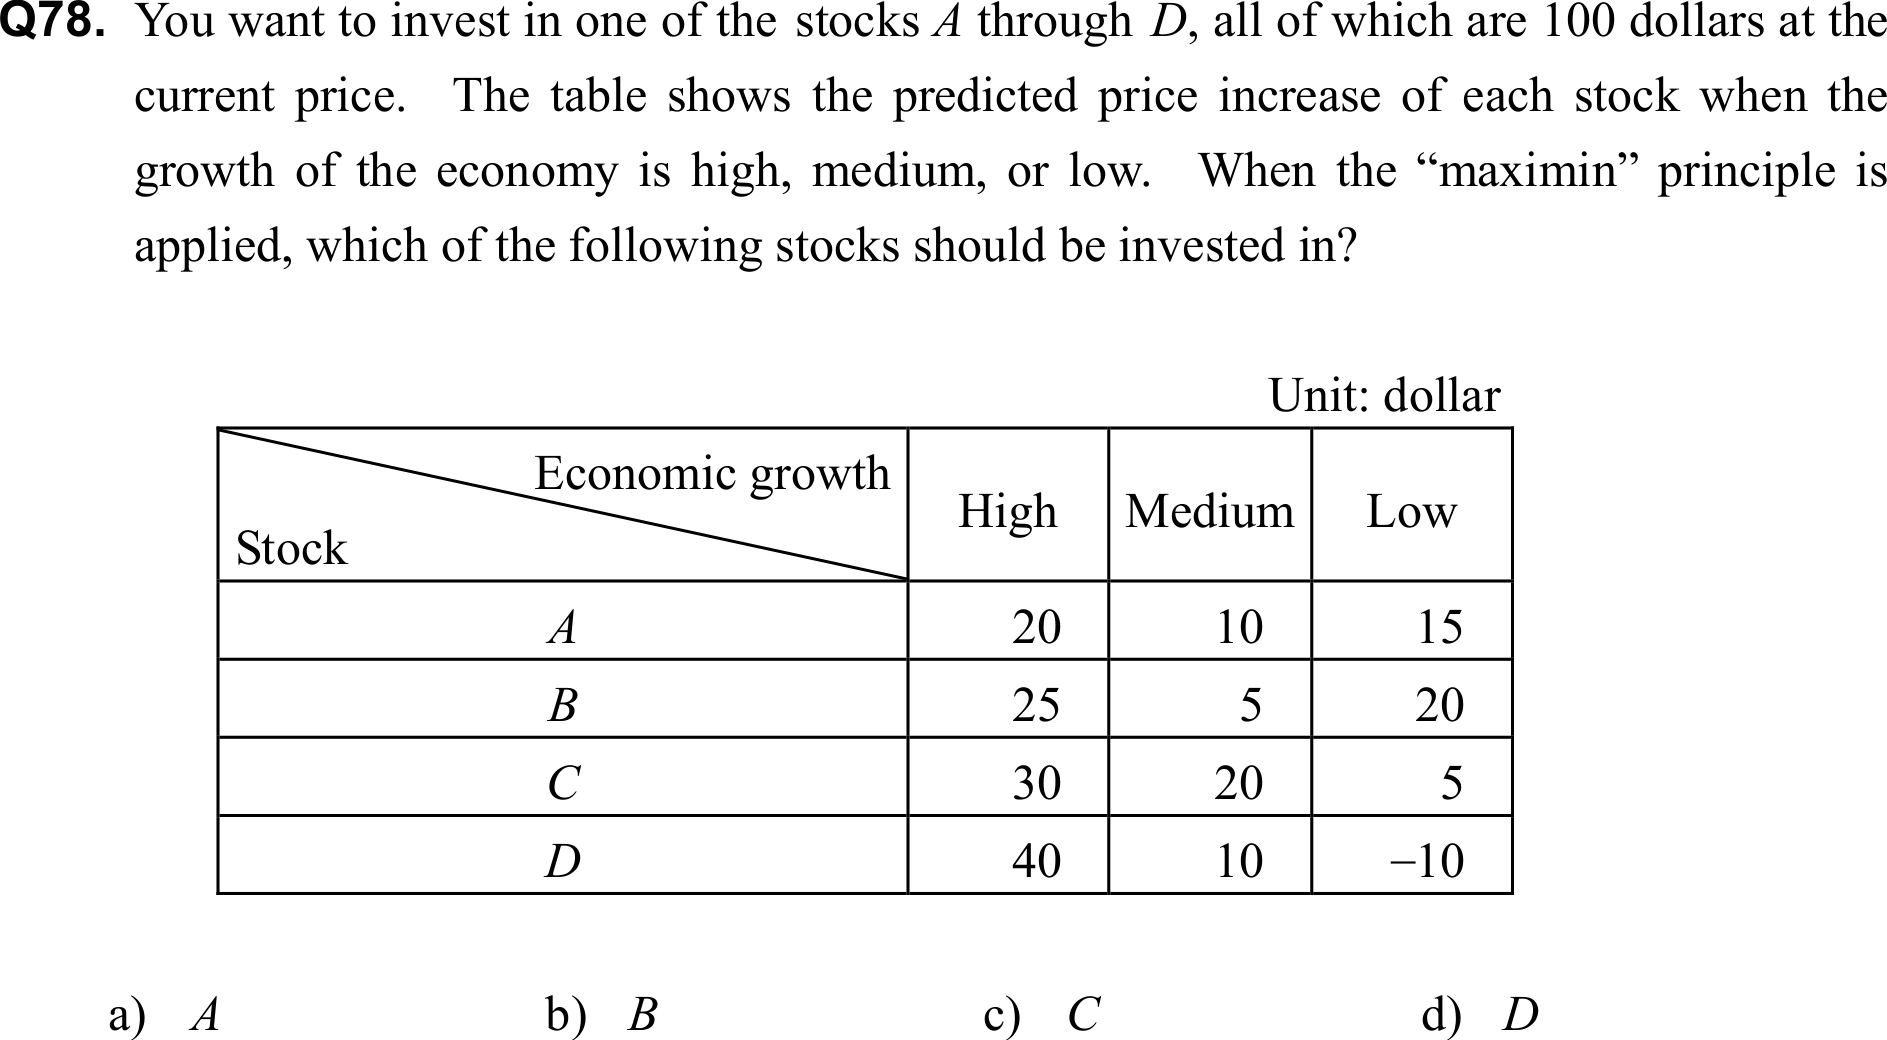 Q78. You want to invest in one of the stocks A through D, all of which are 100 dollars at the
current price. The table shows the predicted price increase of each stock when the
growth of the economy is high, medium, or low. When the “maximin” principle is
applied, which of the following stocks should be invested in?
Unit: dollar
Economic growth
Stock
High Medium Low
A 20 10 15
B 25 5 20
C 30 20 5
D 40 10 –10
a) A b) B c) C d) D